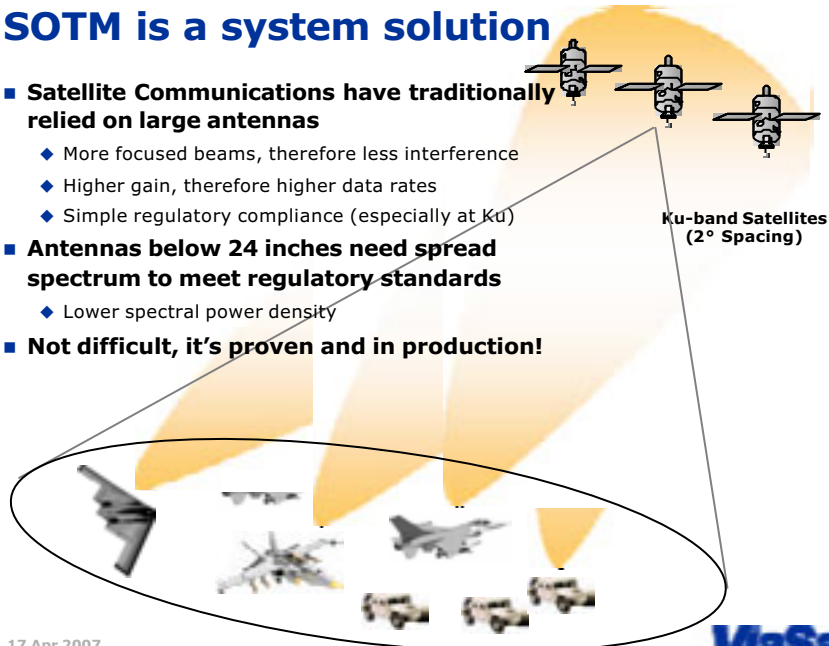 SOTM is a system solution
Satellite Communications have traditionally
relied on large antennas
More focused beams, therefore less interference
Higher gain, therefore higher data rates
Simple regulatory compliance (especially at Ku)
Antennas below 24 inches need spread
spectrum to meet regulatory standards
Lower spectral power density
Not difficult, it's proven and in production!
Ku-band Satellites
(2° Spacing)
17 Apr 2007